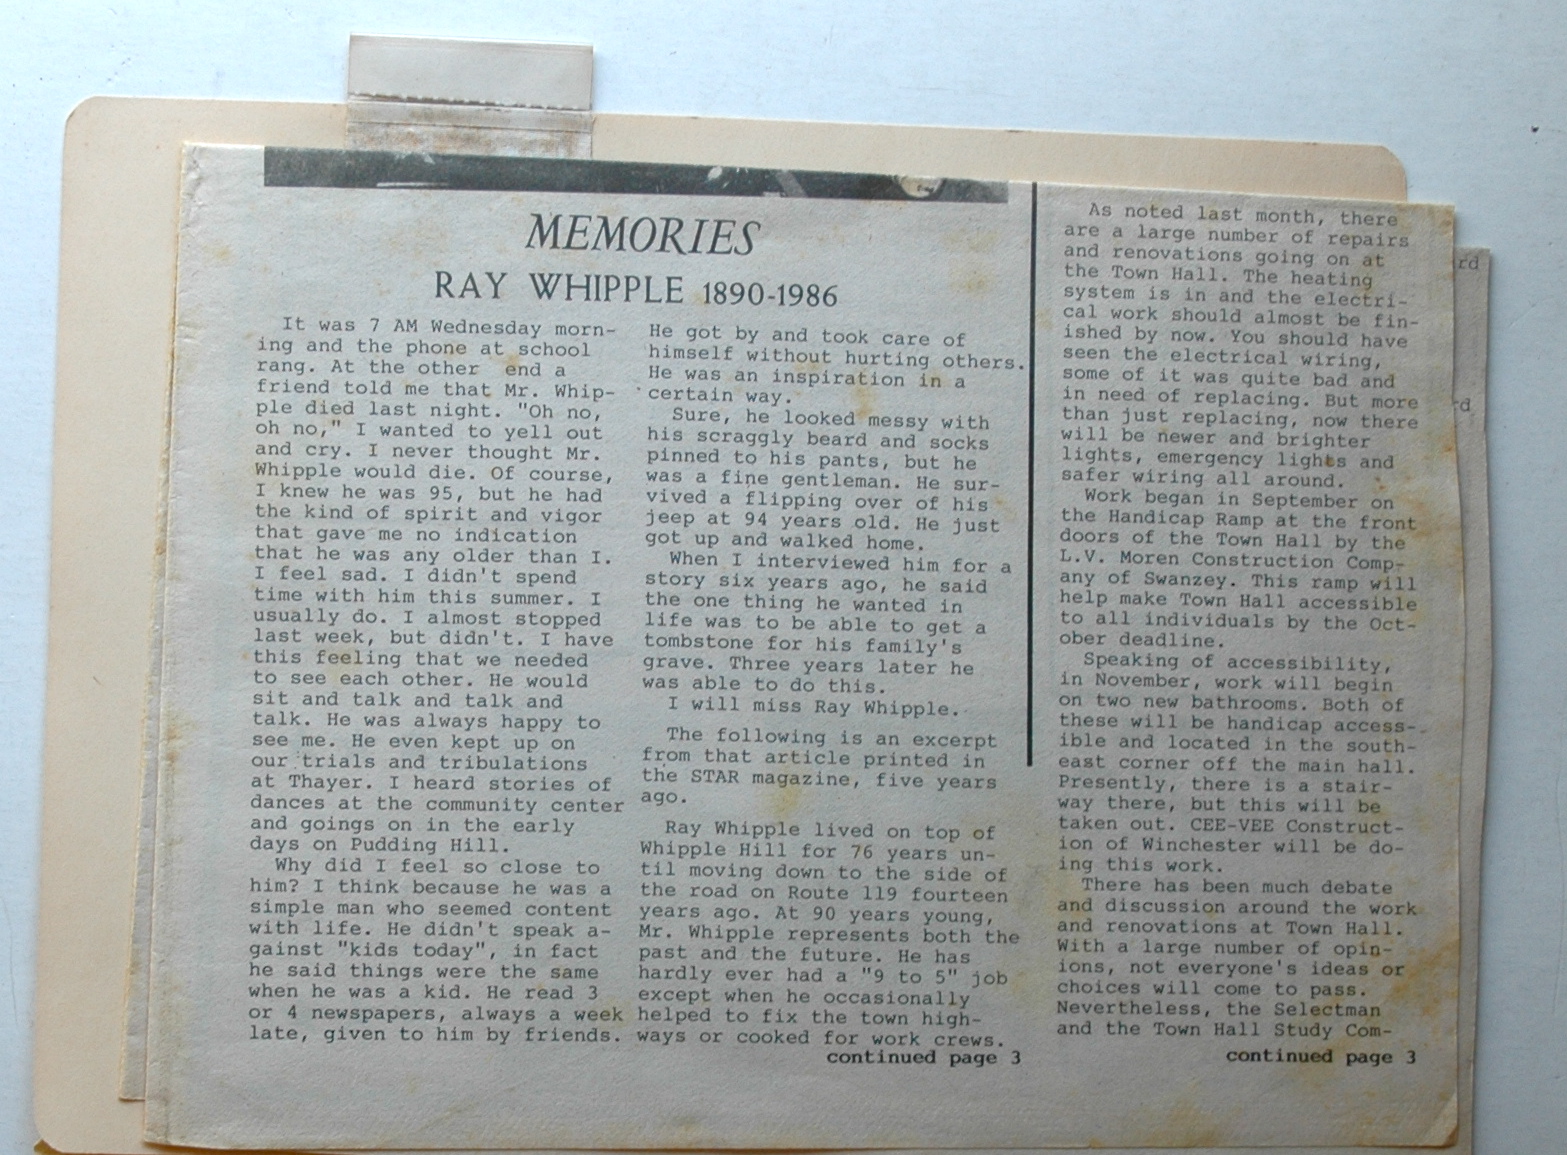 MEMORIES
RAY WHIPPLE 1890-1986
It was 7 AM Wednesday morn-
ing and the phone at school
rang. At the other end a
friend told me that Mr. Whip-
ple died last night. "Oh no,
oh no," I wanted to yell out
and cry. I never thought Mr.
Whipple would die. Of course,
I knew he was 95, but he had
the kind of spirit and vigor
that gave me no indication
that he was any older than I.
I feel sad. I didn't spend
time with him this summer. I
usually do. I almost stopped
last week, but didn't. I have
this feeling that we needed
to see each other. He would
sit and talk and talk and
talk. He was always happy to
see me. He even kept up on
our trials and tribulations
at Thayer. I heard stories of
dances at the community center
and goings on in the early
days on Pudding Hill.
Why did I feel so close to
him? I think because he was a
simple man who seemed content
with life. He didn't speak a-
gainst "kids today", in fact
he said things were the same
when he was a kid. He read 3
or 4 newspapers, always a week
late, given to him by friends.
He got by and took care of
himself without hurting others.
He was an inspiration in a
certain way.
Sure, he looked messy with
his scraggly beard and socks
pinned to his pants, but he
was a fine gentleman. He sur-
vived a flipping over of his
jeep at 94 years old. He just
got up and walked home.
When I interviewed him for a
story six years ago, he said
the one thing he wanted in
life was to be able to get a
tombstone for his family's
grave. Three years later he
was able to do this.
I will miss Ray Whipple.
The following is an excerpt
from that article printed in
the STAR magazine, five years
ago.
Ray Whipple lived on top of
Whipple Hill for 76 years un-
til moving down to the side of
the road on Route 119 fourteen
years ago. At 90 years young,
Mr. Whipple represents both the
past and the future. He has
hardly ever had a "9 to 5" job
except when he occasionally
helped to fix the town high-
ways or cooked for work crews.
continued page 3
As noted last month, there
are a large number of repairs
and renovations going on at
the Town Hall. The heating
system is in and the electri-
cal work should almost be fin-
ished by now. You should have
seen the electrical wiring,
some of it was quite bad and
in need of replacing. But more
than just replacing, now there
will be newer and brighter
lights, emergency lights and
safer wiring all around.
Work began in September on
the Handicap Ramp at the front
doors of the Town Hall by the
L.V. Moren Construction Comp-
any of Swanzey. This ramp will
help make Town Hall accessible
to all individuals by the Oct-
ober deadline.
Speaking of accessibility,
in November, work will begin
on two new bathrooms. Both of
these will be handicap access-
ible and located in the south-
east corner off the main hall.
Presently, there is a stair-
way there, but this will be
taken out. CEE-VEE Construct-
ion of Winchester will be do-
ing this work.
There has been much debate
and discussion around the work
and renovations at Town Hall.
With a large number of opin-
ions, not everyone's ideas or
choices will come to pass.
Nevertheless, the Selectman
and the Town Hall Study Com-
continued page 3
rd
rd